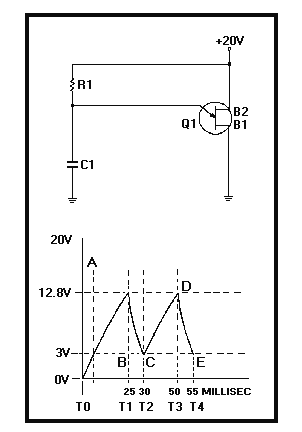 +20V
R1
B2
Q1
B1
C1
20V
A
12.8V
D
3V
B C E
0V
25 30 50 55 MILLISEC
T0 T1 T2 T3 T4